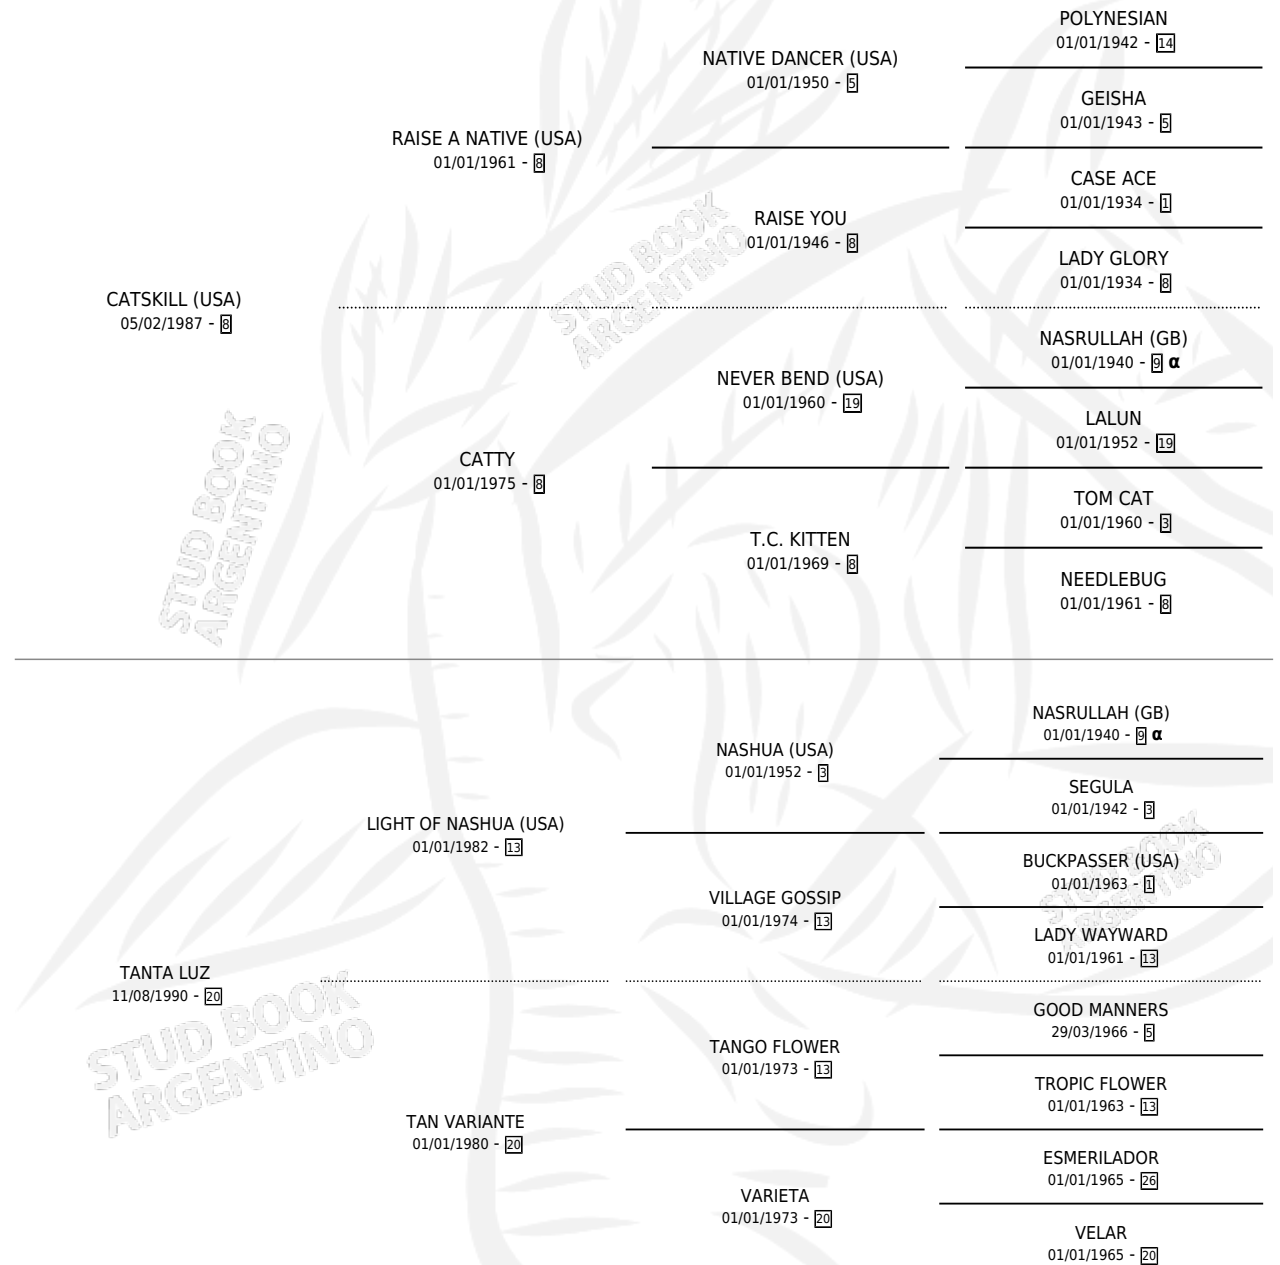 POLYNESIAN
01/01/1942 - 14
NATIVE DANCER (USA)
01/01/1950 - 5
GEISHA
01/01/1943 - 5
RAISE A NATIVE (USA)
01/01/1961 - 8
CASE ACE
01/01/1934 - 1
RAISE YOU
01/01/1946 - 8
LADY GLORY
01/01/1934 - 8
CATSKILL (USA)
05/02/1987 - 8
NASRULLAH (GB)
01/01/1940 - 9 α
NEVER BEND (USA)
01/01/1960 - 19
LALUN
01/01/1952 - 19
CATTY
01/01/1975 - 8
TOM CAT
01/01/1960 - 3
T.C. KITTEN
01/01/1969 - 8
NEEDLEBUG
01/01/1961 - 8
NASRULLAH (GB)
01/01/1940 - 9 α
NASHUA (USA)
01/01/1952 - 3
SEGULA
01/01/1942 - 3
LIGHT OF NASHUA (USA)
01/01/1982 - 13
BUCKPASSER (USA)
01/01/1963 - 1
VILLAGE GOSSIP
01/01/1974 - 13
LADY WAYWARD
01/01/1961 - 13
TANTA LUZ
11/08/1990 - 20
GOOD MANNERS
29/03/1966 - 5
TANGO FLOWER
01/01/1973 - 13
TROPIC FLOWER
01/01/1963 - 13
TAN VARIANTE
01/01/1980 - 20
ESMERILADOR
01/01/1965 - 26
VARIETA
01/01/1973 - 20
VELAR
01/01/1965 - 20
STUD BOOK
ARGENTINO
STUD BOOK
ARGENTINO
STUD BOOK
ARGENTINO
STUD BOOK
ARGENTINO